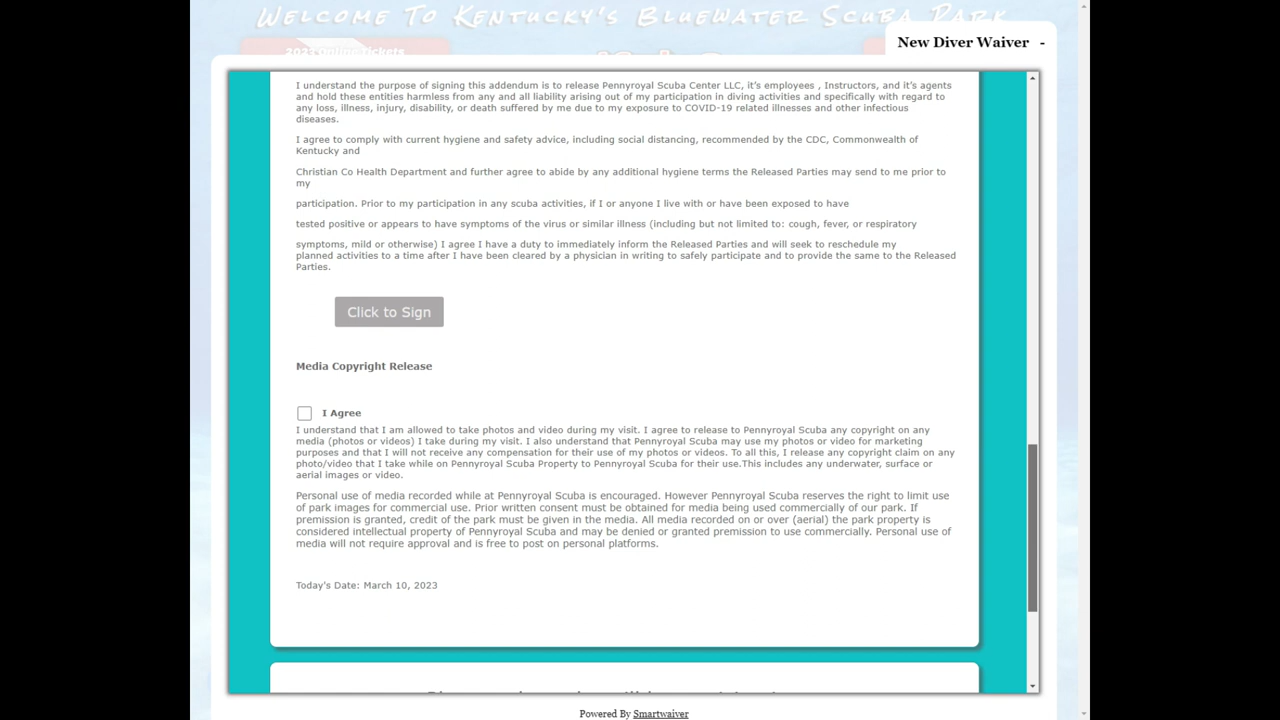 Welcome To Kentucky's Bluewater Scuba Park
2023 Online Tickets
New Diver Waiver -
I understand the purpose of signing this addendum is to release Pennyroyal Scuba Center LLC, it's employees , Instructors, and it's agents
and hold these entities harmless from any and all liability arising out of my participation in diving activities and specifically with regard to
any loss, illness, injury, disability, or death suffered by me due to my exposure to COVID-19 related illnesses and other infectious
diseases.
I agree to comply with current hygiene and safety advice, including social distancing, recommended by the CDC, Commonwealth of
Kentucky and
Christian Co Health Department and further agree to abide by any additional hygiene terms the Released Parties may send to me prior to
my
participation. Prior to my participation in any scuba activities, if I or anyone I live with or have been exposed to have
tested positive or appears to have symptoms of the virus or similar illness (including but not limited to: cough, fever, or respiratory
symptoms, mild or otherwise) I agree I have a duty to immediately inform the Released Parties and will seek to reschedule my
planned activities to a time after I have been cleared by a physician in writing to safely participate and to provide the same to the Released
Parties.
Click to Sign
Media Copyright Release
I Agree
I understand that I am allowed to take photos and video during my visit. I agree to release to Pennyroyal Scuba any copyright on any
media (photos or videos) I take during my visit. I also understand that Pennyroyal Scuba may use my photos or video for marketing
purposes and that I will not receive any compensation for their use of my photos or videos. To all this, I release any copyright claim on any
photo/video that I take while on Pennyroyal Scuba Property to Pennyroyal Scuba for their use.This includes any underwater, surface or
aerial images or video.
Personal use of media recorded while at Pennyroyal Scuba is encouraged. However Pennyroyal Scuba reserves the right to limit use
of park images for commercial use. Prior written consent must be obtained for media being used commercially of our park. If
premission is granted, credit of the park must be given in the media. All media recorded on or over (aerial) the park property is
considered intellectual property of Pennyroyal Scuba and may be denied or granted premission to use commercially. Personal use of
media will not require approval and is free to post on personal platforms.
Today's Date: March 10, 2023
Powered By Smartwaiver